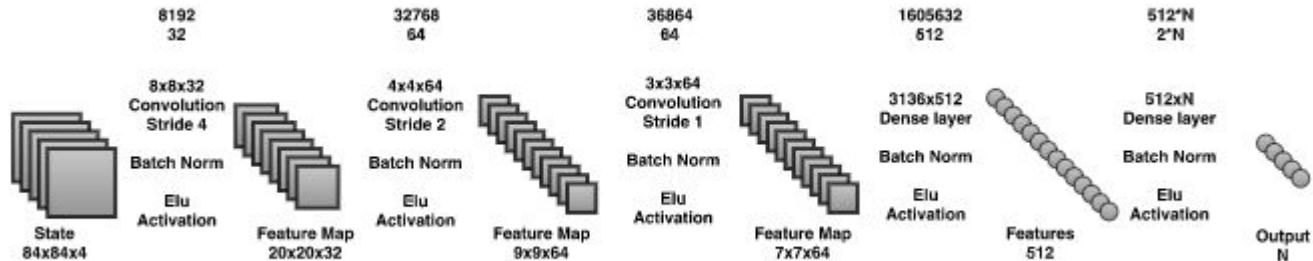 8192
32
32768
64
36864
64
1605632
512
512*N
2*N
8x8x32
Convolution
Stride 4
Batch Norm
Elu
Activation
4x4x64
Convolution
Stride 2
Batch Norm
Elu
Activation
3x3x64
Convolution
Stride 1
Batch Norm
Elu
Activation
3136x512
Dense layer
Batch Norm
Elu
Activation
512xN
Dense layer
Batch Norm
Elu
Activation
State
84x84x4
Feature Map
20x20x32
Feature Map
9x9x64
Feature Map
7x7x64
Features
512
Output
N